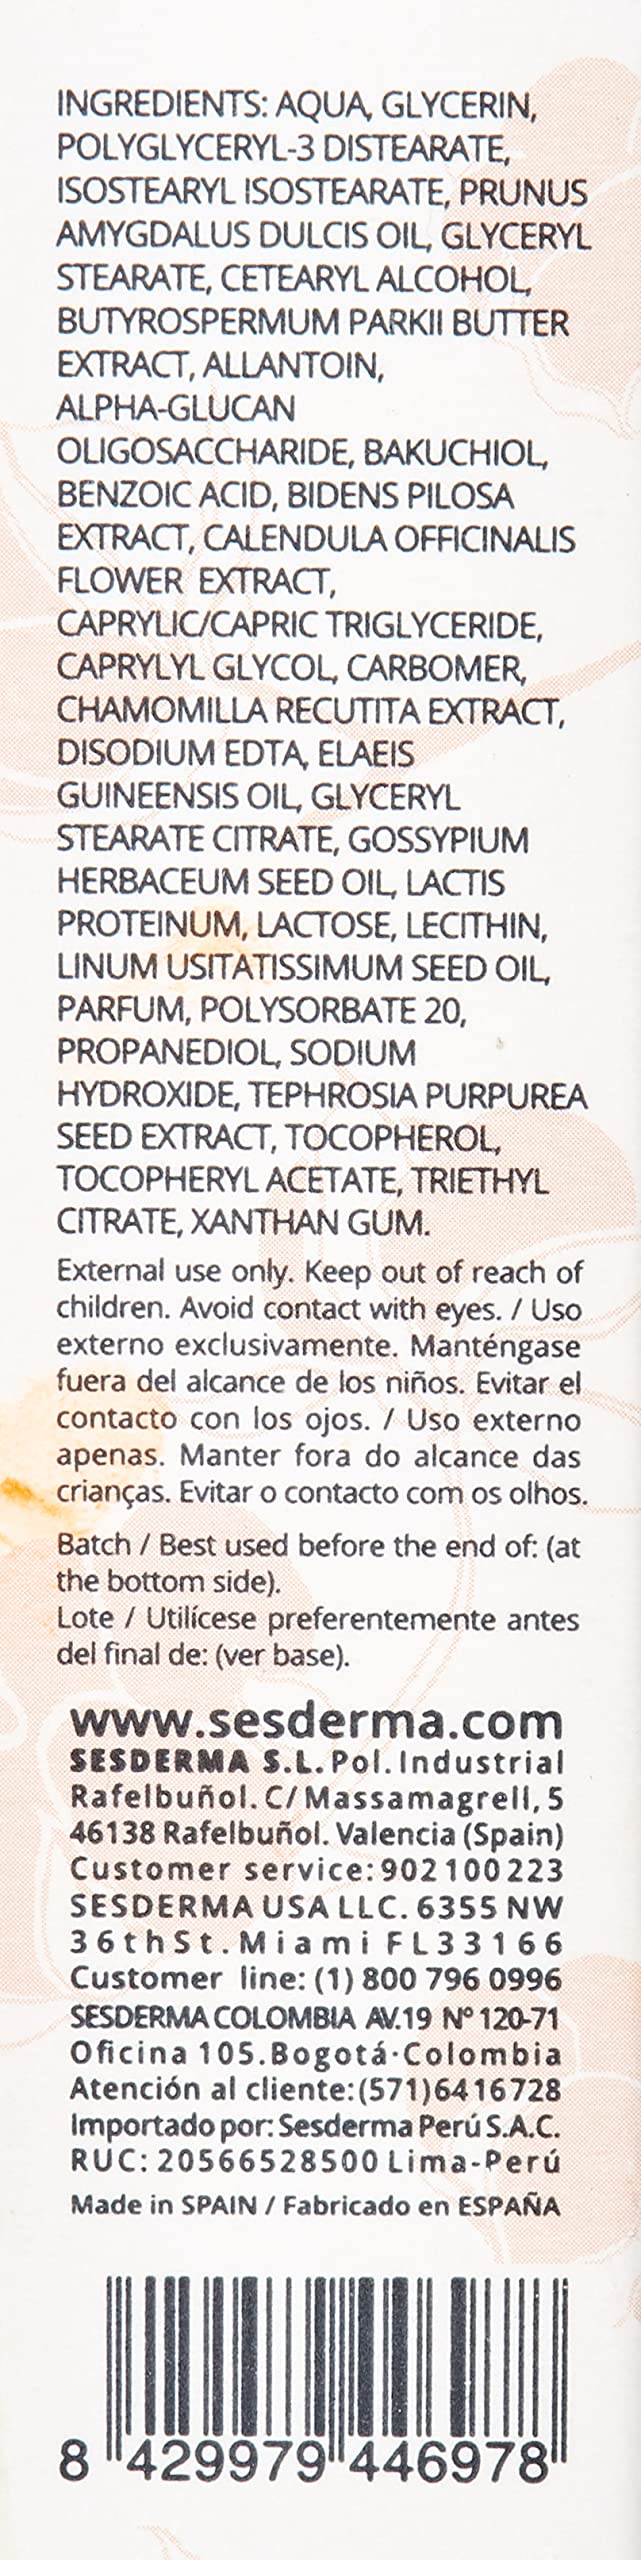 INGREDIENTS: AQUA, GLYCERIN,
POLYGLYCERYL-3 DISTEARATE,
ISOSTEARYL ISOSTEARATE, PRUNUS
AMYGDALUS DULCIS OIL, GLYCERYL
STEARATE, CETEARYL ALCOHOL,
BUTYROSPERMUM PARKII BUTTER
EXTRACT, ALLANTOIN,
ALPHA-GLUCAN
OLIGOSACCHARIDE, BAKUCHIOL,
BENZOIC ACID, BIDENS PILOSA
EXTRACT, CALENDULA OFFICINALIS
FLOWER EXTRACT,
CAPRYLIC/CAPRIC TRIGLYCERIDE,
CAPRYLYL GLYCOL, CARBOMER,
CHAMOMILLA RECUTITA EXTRACT,
DISODIUM EDTA, ELAEIS
GUINEENSIS OIL, GLYCERYL
STEARATE CITRATE, GOSSYPIUM
HERBACEUM SEED OIL, LACTIS
PROTEINUM, LACTOSE, LECITHIN,
LINUM USITATISSIMUM SEED OIL,
PARFUM, POLYSORBATE 20,
PROPANEDIOL, SODIUM
HYDROXIDE, TEPHROSIA PURPUREA
SEED EXTRACT, TOCOPHEROL,
TOCOPHERYL ACETATE, TRIETHYL
CITRATE, XANTHAN GUM.
External use only. Keep out of reach of
children. Avoid contact with eyes. / Uso
externo exclusivamente. Manténgase
fuera del alcance de los niños. Evitar el
contacto con los ojos. / Uso externo
apenas. Manter fora do alcance das
crianças. Evitar o contacto com os olhos.
Batch / Best used before the end of: (at
the bottom side).
Lote / Utilícese preferentemente antes
del final de: (ver base).
www.sesderma.com
SESDERMA S.L. Pol. Industrial
Rafelbuñol. C/ Massamagrell, 5
46138 Rafelbuñol. Valencia (Spain)
Customer service: 902 100 223
SESDERMA USA LLC. 6355 NW
36th St. Miami FL 33166
Customer line: (1) 800 796 0996
SESDERMA COLOMBIA AV.19 Nº 120-71
Oficina 105. Bogotá·Colombia
Atención al cliente: (571) 6416728
Importado por: Sesderma Perú S.A.C.
RUC: 20566528500 Lima-Perú
Made in SPAIN / Fabricado en ESPAÑA
8 429979 446978